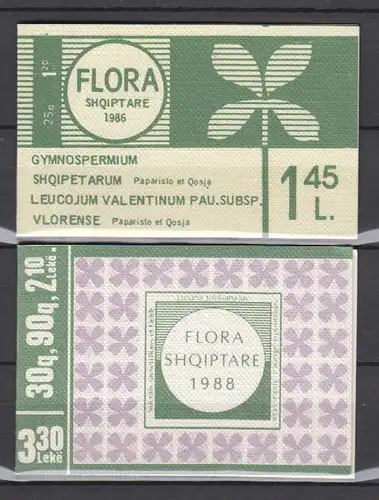 25q 1²⁰
FLORA
SHQIPTARE
1986
GYMNOSPERMIUM
SHQIPETARUM Paparisto et Qosja
LEUCOJUM VALENTINUM PAU.SUBSP.
VLORENSE Paparisto et Qosja
1 45
L.
30q, 90q, 2.10 Lekë.
3 30
Lekë
FLORA
SHQIPTARE
1988